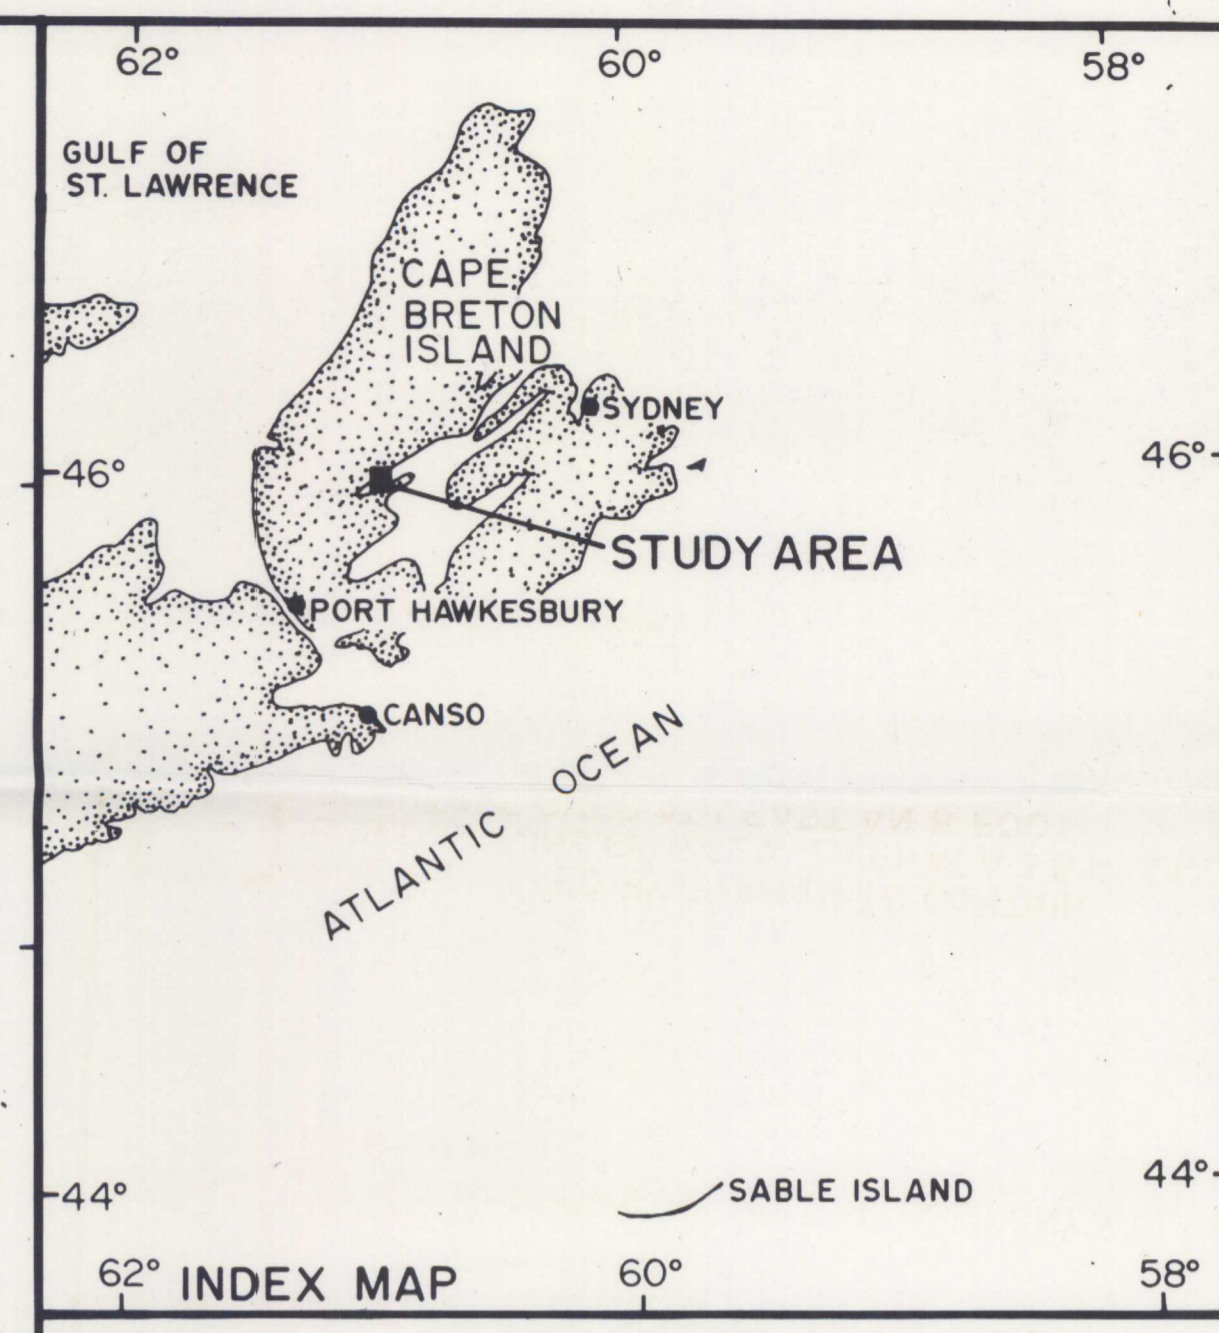 62° 60° 58°
GULF OF
ST. LAWRENCE
CAPE
BRETON
ISLAND
SYDNEY
46° 46°
STUDY AREA
PORT HAWKESBURY
CANSO
ATLANTIC OCEAN
44° 44°
SABLE ISLAND
62° 60° 58°
INDEX MAP